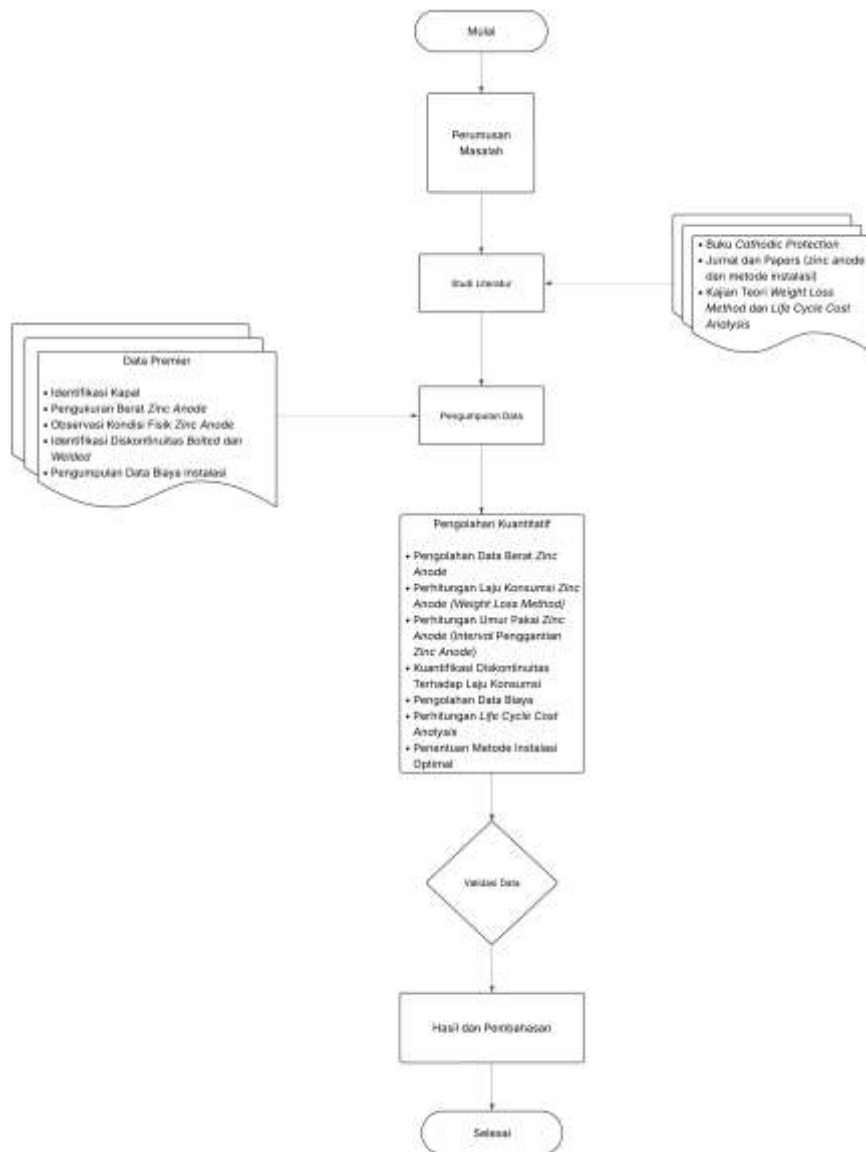 Mulai
Perumusan
Masalah
Studi Literatur
• Buku Cathodic Protection
• Jurnal dan Papers (zinc anode
dan metode instalasi)
• Kajian Teori Weight Loss
Method dan Life Cycle Cost
Analysis
Data Premier
• Identifikasi Kapal
• Pengukuran Berat Zinc Anode
• Observasi Kondisi Fisik Zinc Anode
• Identifikasi Diskontinuitas Bolted dan
Welded
• Pengumpulan Data Biaya Instalasi
Pengumpulan Data
Pengolahan Kuantitatif
• Pengolahan Data Berat Zinc
Anode
• Perhitungan Laju Konsumsi Zinc
Anode (Weight Loss Method)
• Perhitungan Umur Pakai Zinc
Anode (Interval Penggantian
Zinc Anode)
• Kuantifikasi Diskontinuitas
Terhadap Laju Konsumsi
• Pengolahan Data Biaya
• Perhitungan Life Cycle Cost
Analysis
• Penentuan Metode Instalasi
Optimal
Validasi Data
Hasil dan Pembahasan
Selesai